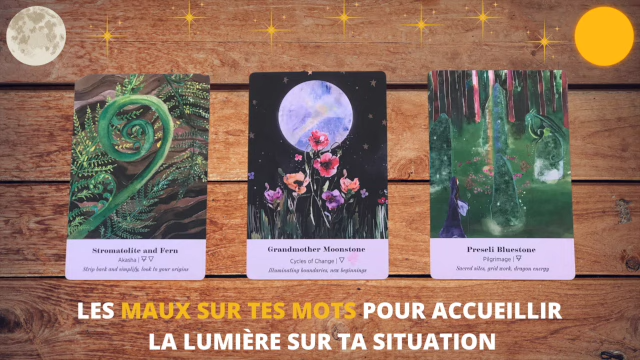 Stromatolite and Fern
Akasha |
Strip back and simplify, look to your origins
Grandmother Moonstone
Cycles of Change |
Illuminating boundaries, new beginnings
Preseli Bluestone
Pilgrimage |
Sacred sites, grid work, dragon energy
LES MAUX SUR TES MOTS POUR ACCUEILLIR
LA LUMIÈRE SUR TA SITUATION